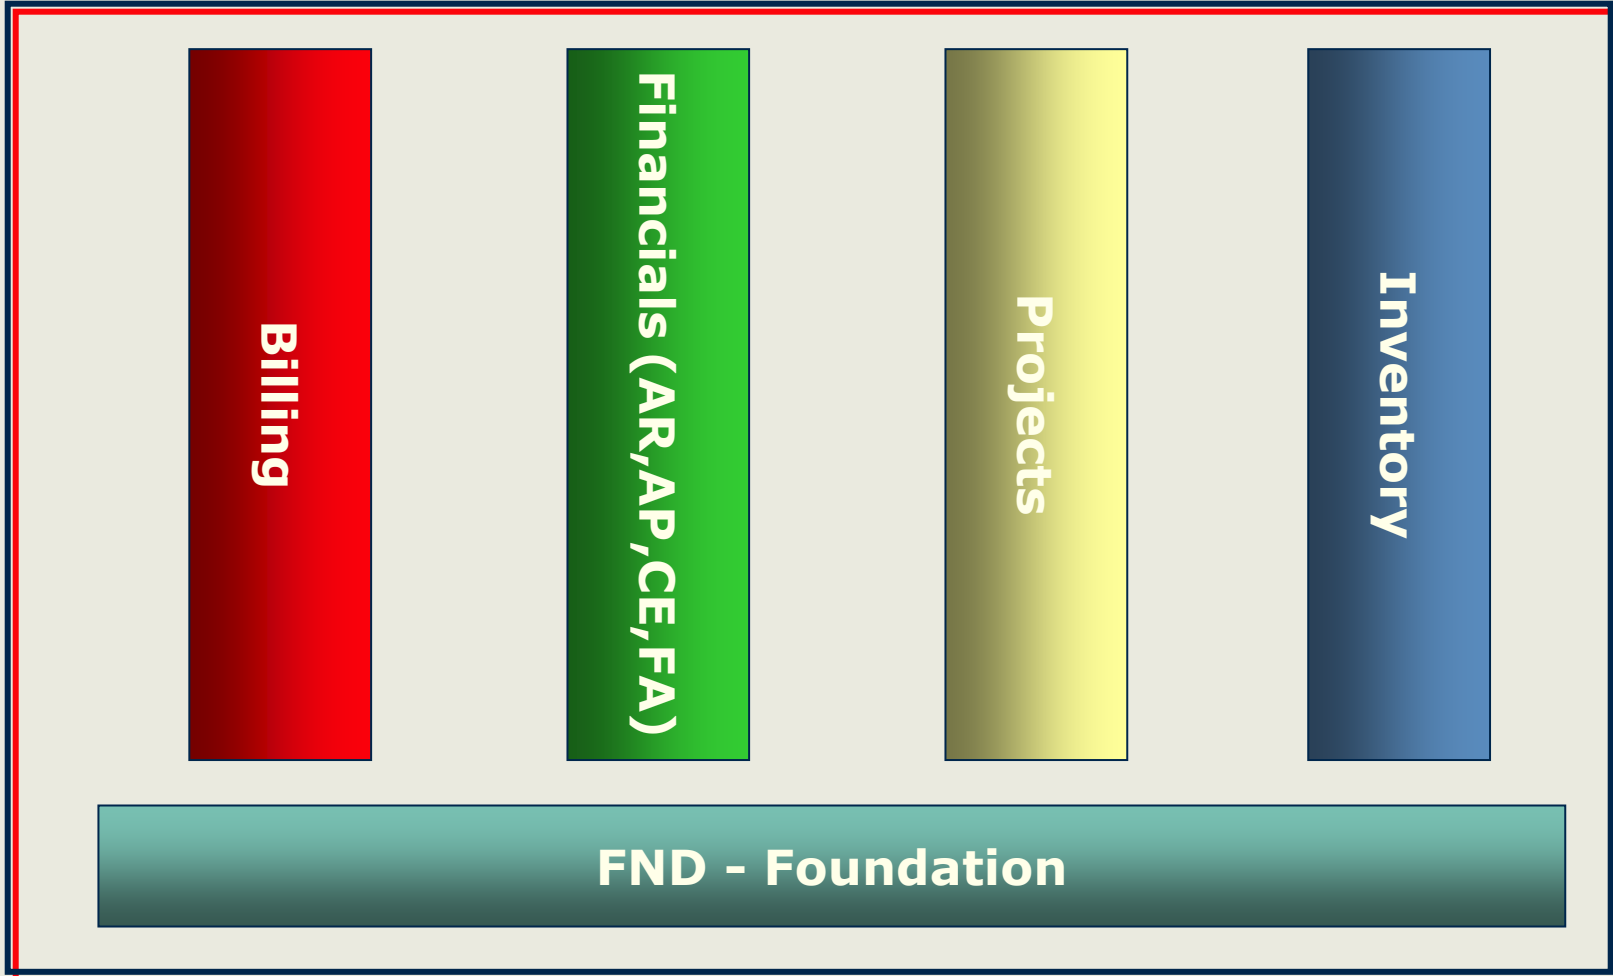 Billing
Financials (AR,AP,CE,FA)
Projects
Inventory
FND - Foundation